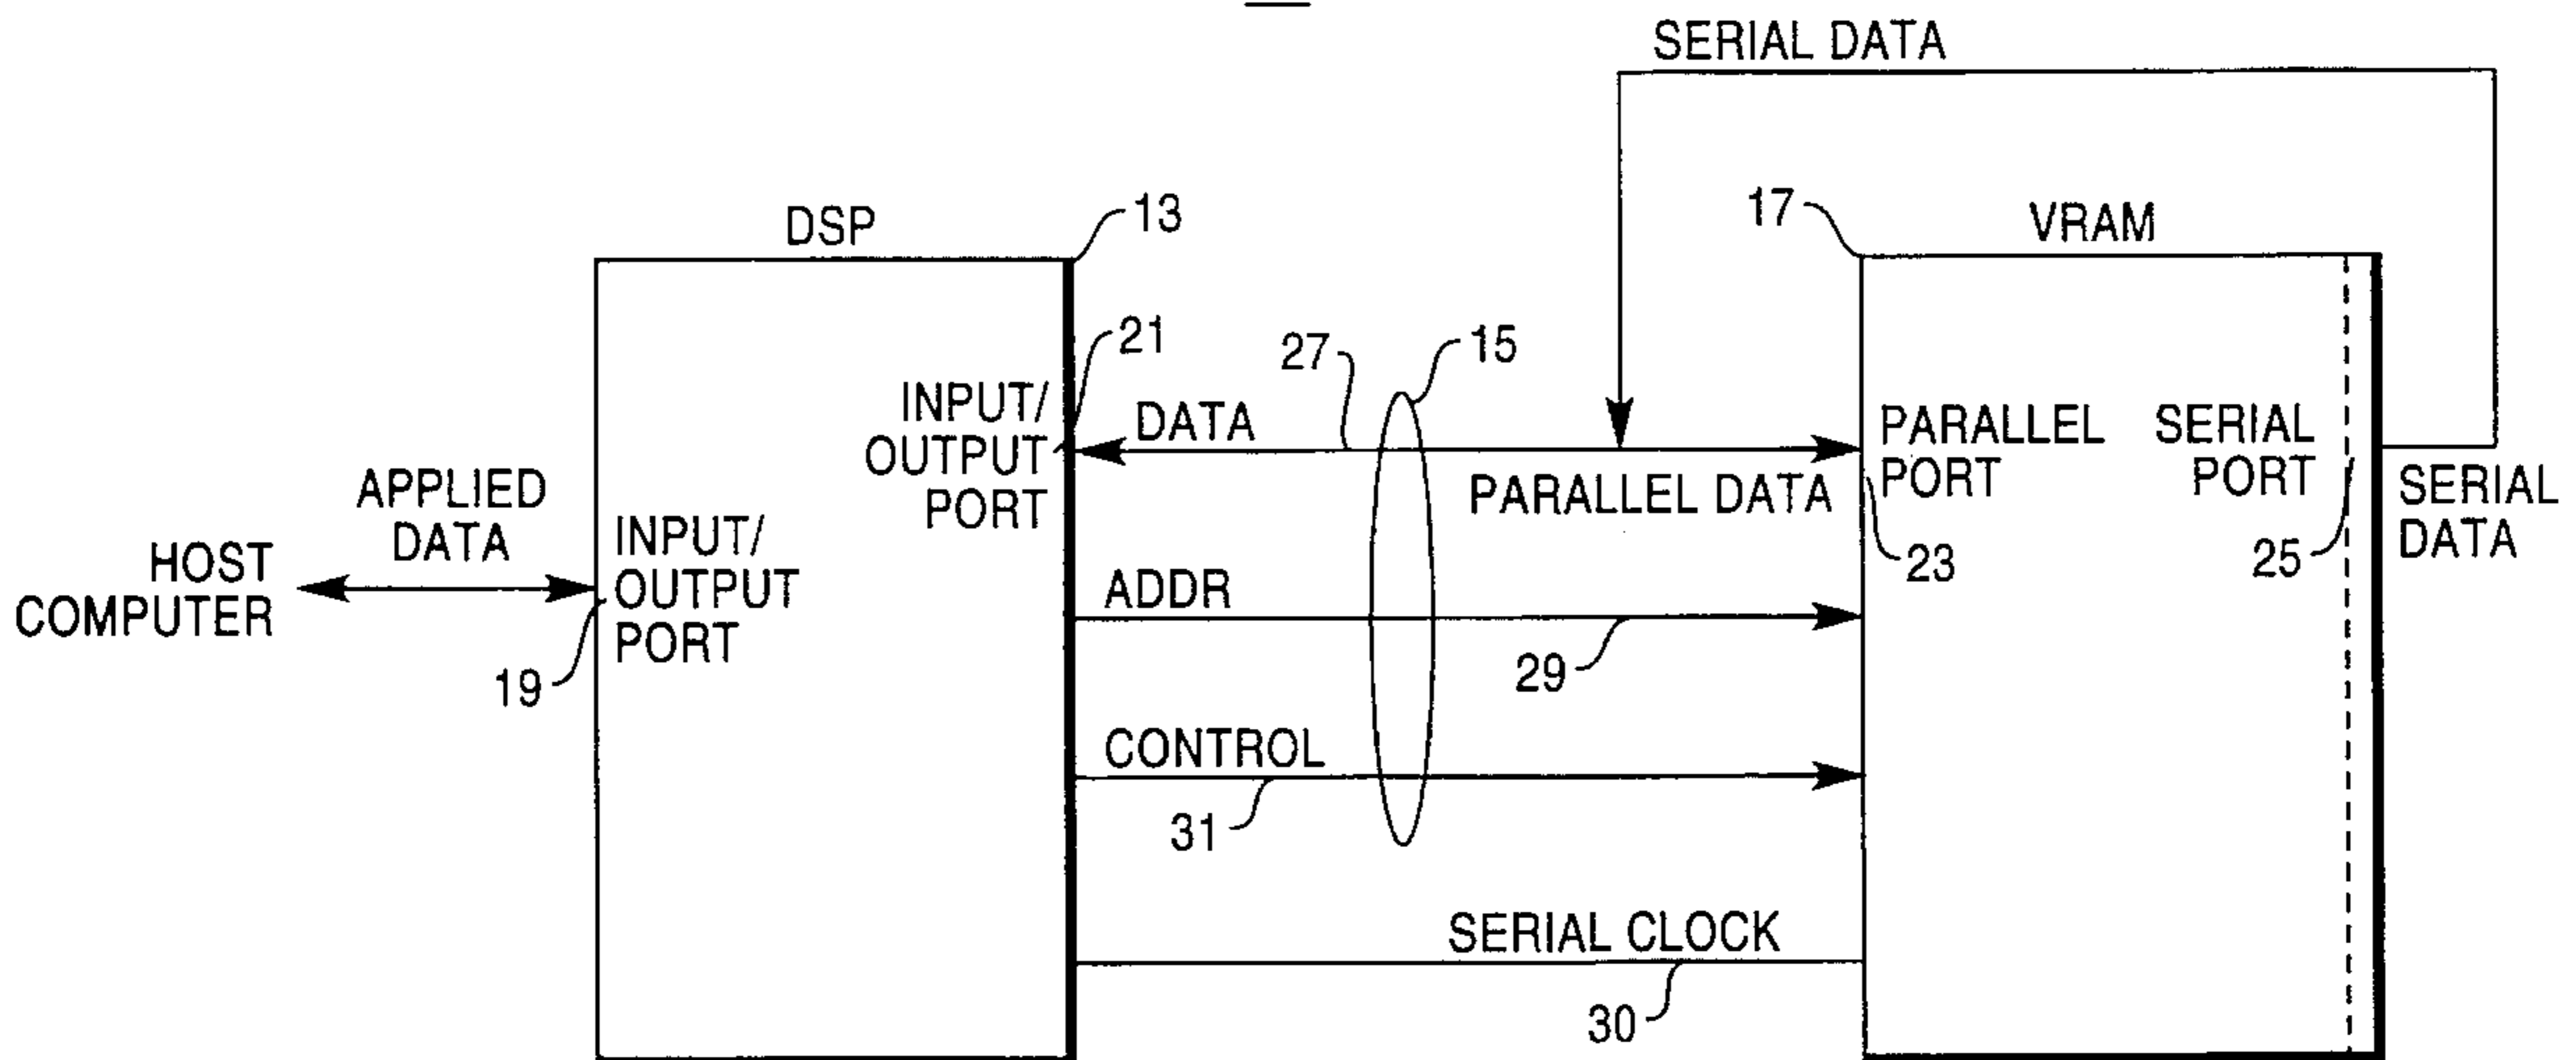 SERIAL DATA
DSP
13
17
VRAM
21
27
15
INPUT/
OUTPUT
PORT
DATA
PARALLEL DATA
PARALLEL
PORT
SERIAL
PORT
SERIAL
DATA
23
25
APPLIED
DATA
HOST
COMPUTER
INPUT/
OUTPUT
PORT
19
ADDR
29
CONTROL
31
SERIAL CLOCK
30